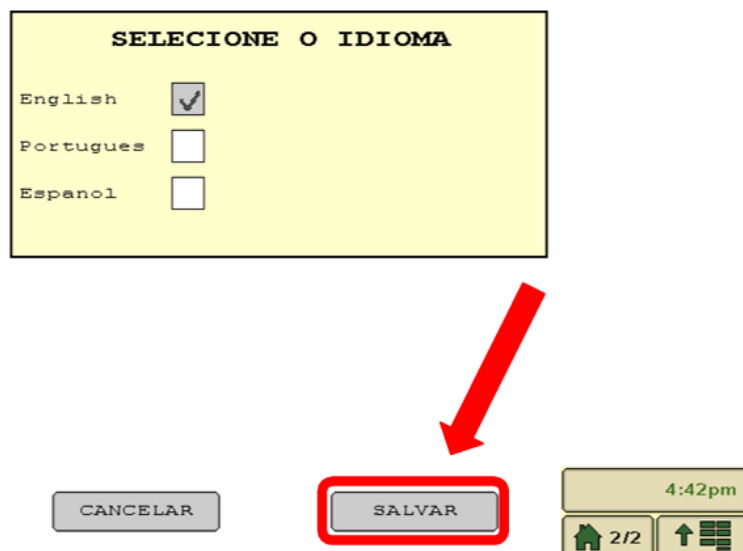 SELECIONE O IDIOMA
English
Portugues
Espanol
CANCELAR
SALVAR
4:42pm
2/2